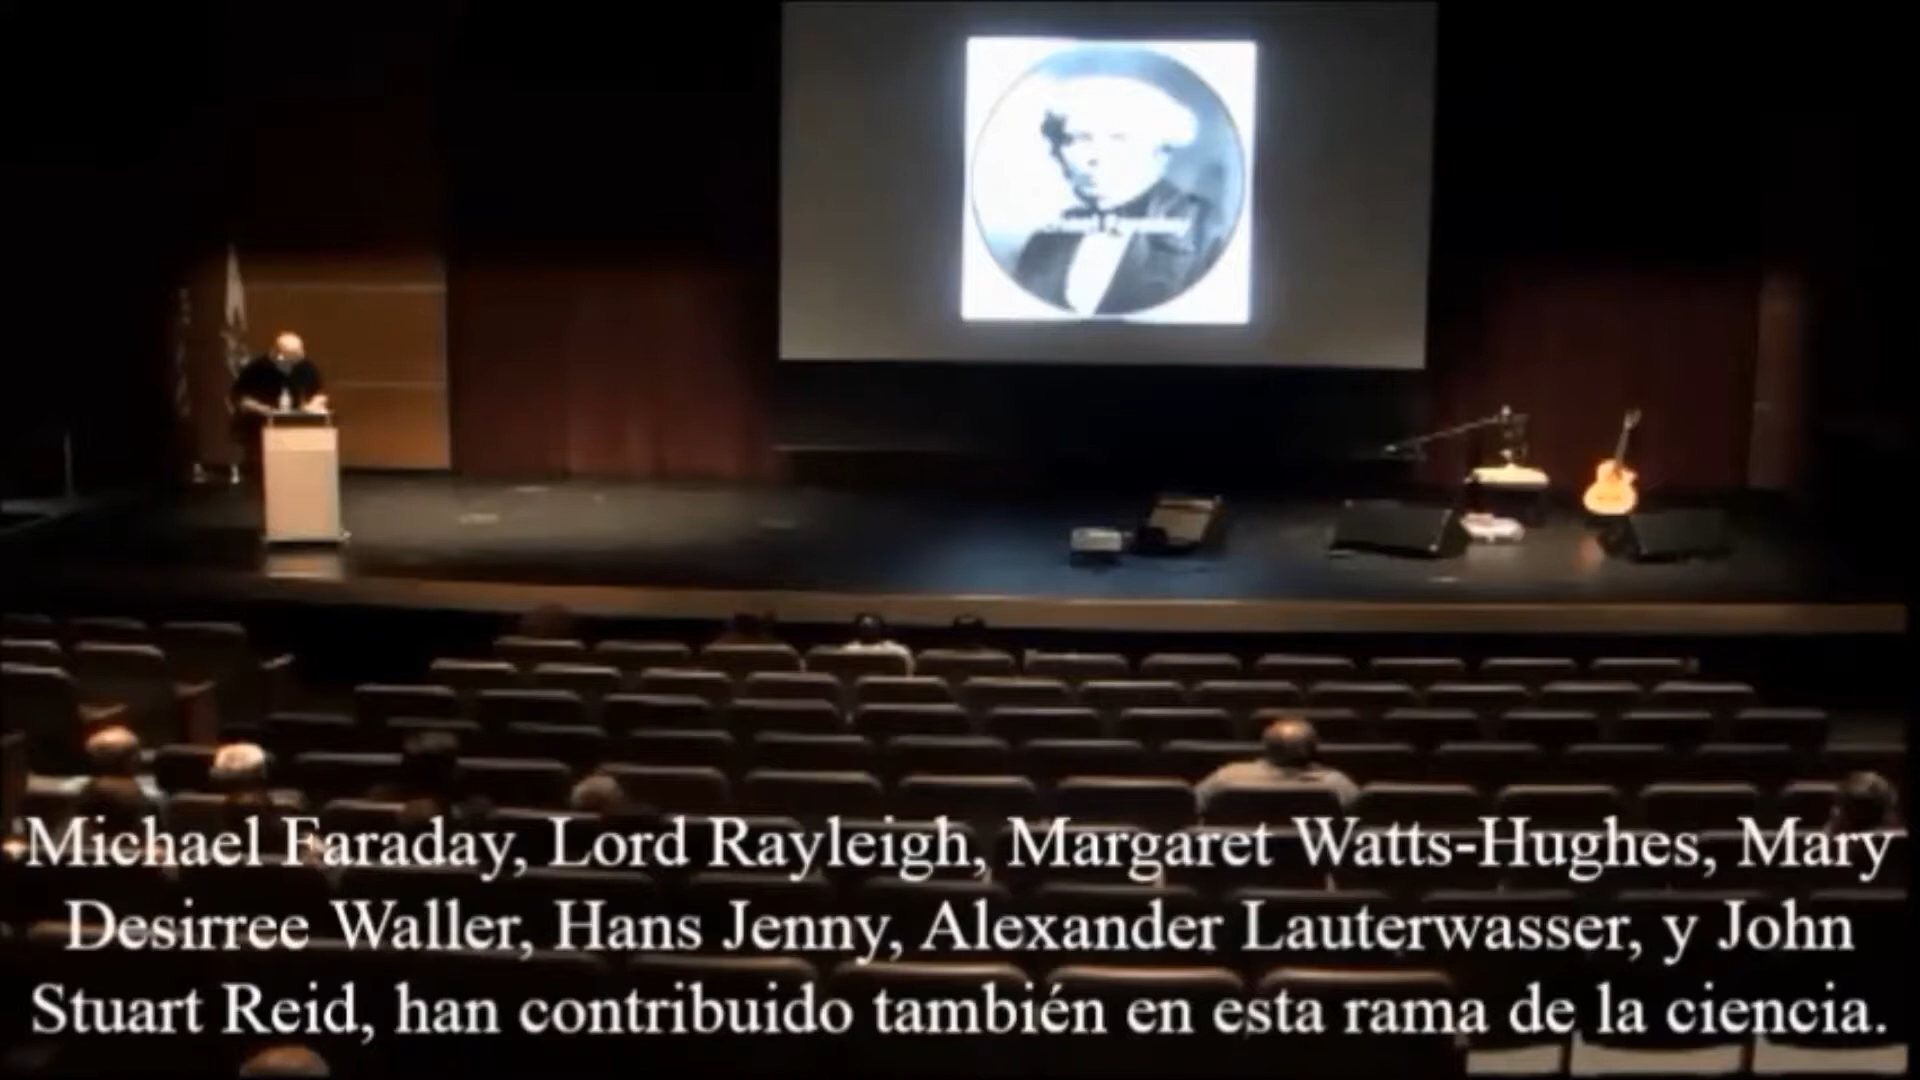 Michael Faraday, Lord Rayleigh, Margaret Watts-Hughes, Mary
Desirree Waller, Hans Jenny, Alexander Lauterwasser, y John
Stuart Reid, han contribuido también en esta rama de la ciencia.